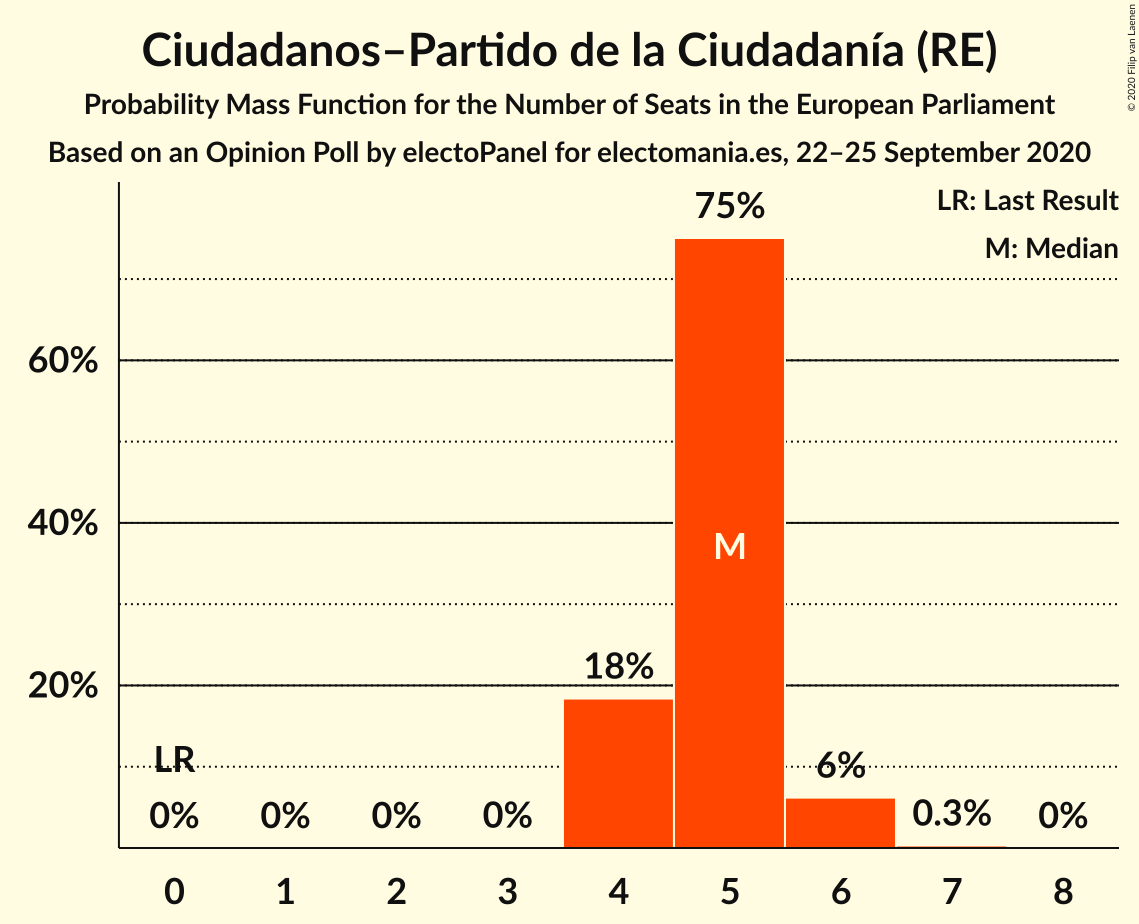 Ciudadanos–Partido de la Ciudadanía (RE)
Probability Mass Function for the Number of Seats in the European Parliament
Based on an Opinion Poll by electoPanel for electomania.es, 22–25 September 2020
© 2020 Filip van Laenen
LR: Last Result
M: Median
75%
60%
40%
M
18%
20%
LR
6%
0% 0% 0% 0% 0.3% 0%
0 1 2 3 4 5 6 7 8